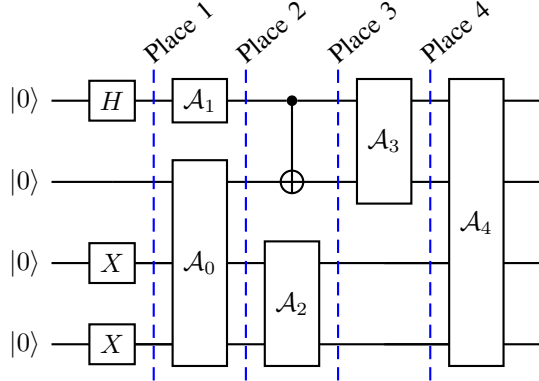 Place 1 Place 2 Place 3 Place 4
|0⟩ H 𝒜₁ 𝒜₃
|0⟩
|0⟩ X 𝒜₀ 𝒜₂ 𝒜₄
|0⟩ X